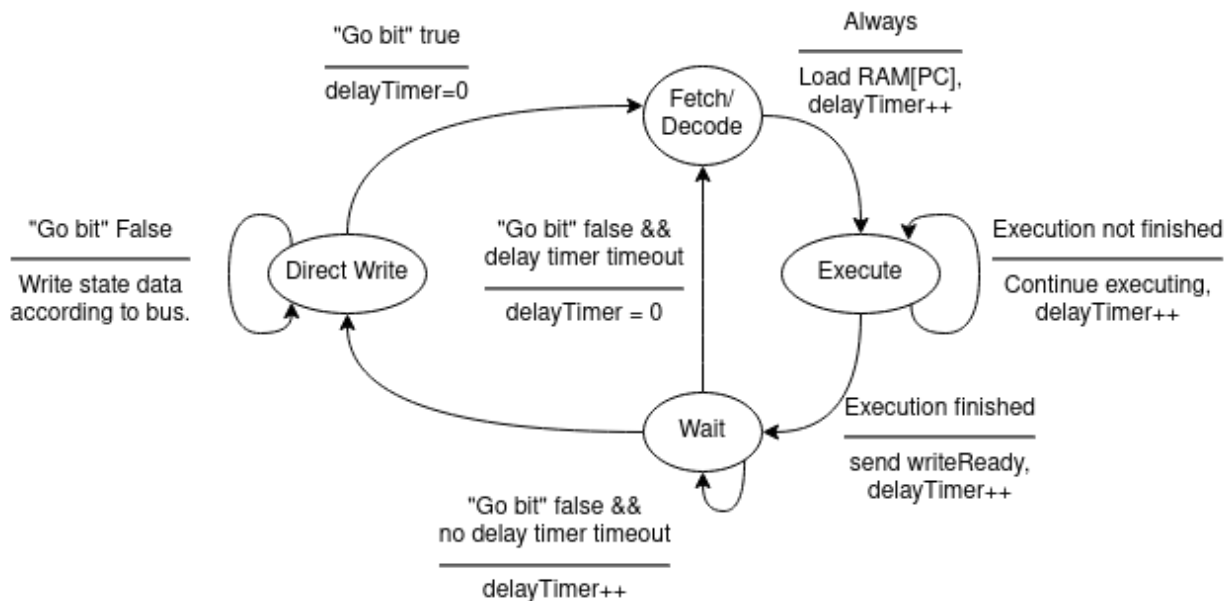 "Go bit" true
delayTimer=0
Always
Load RAM[PC],
delayTimer++
Fetch/
Decode
"Go bit" False
Write state data
according to bus.
Direct Write
"Go bit" false &&
delay timer timeout
delayTimer = 0
Execute
Execution not finished
Continue executing,
delayTimer++
Wait
Execution finished
send writeReady,
delayTimer++
"Go bit" false &&
no delay timer timeout
delayTimer++